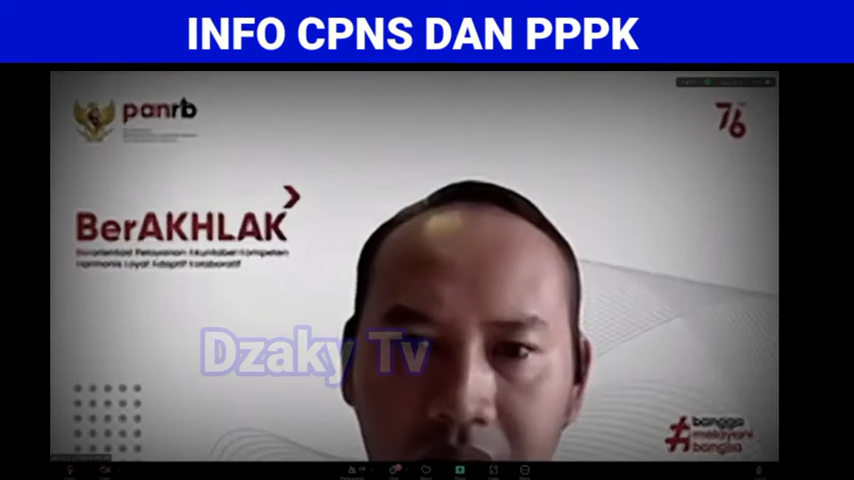 INFO CPNS DAN PPPK
panrb
76
BerAKHLAK
Berorientasi Pelayanan Akuntabel Kompeten
Harmonis Loyal Adaptif Kolaboratif
Dzaky Tv
#bangga
melayani
bangsa